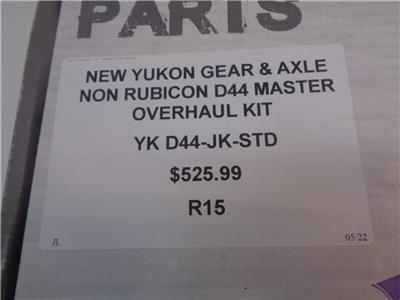 PARTS
NEW YUKON GEAR & AXLE
NON RUBICON D44 MASTER
OVERHAUL KIT
YK D44-JK-STD
$525.99
R15
JL 05/22